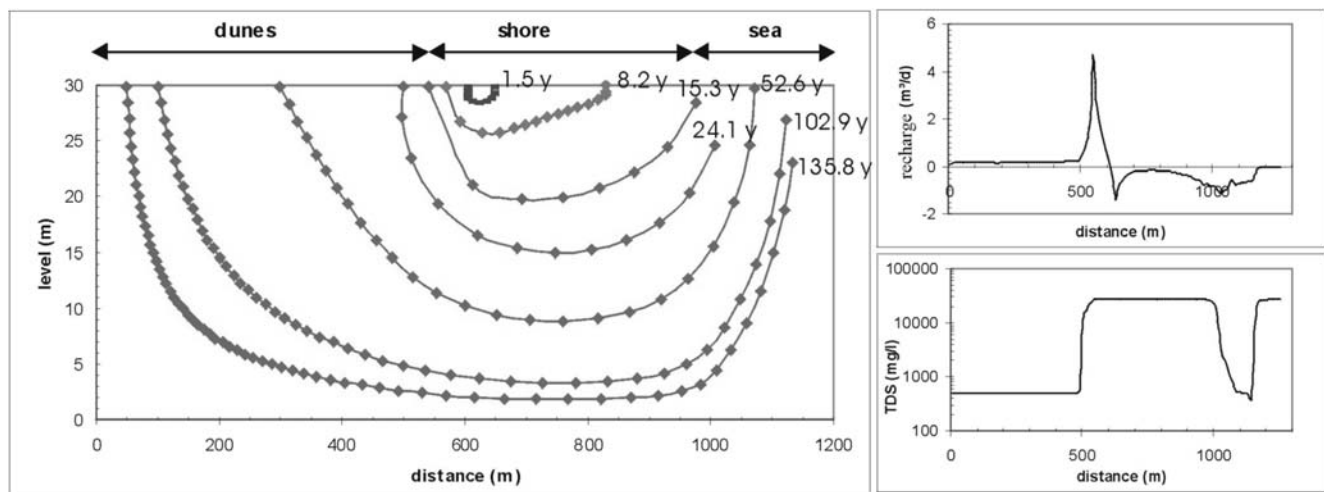 dunes shore sea
1.5 y 8.2 y 15.3 y 52.6 y
24.1 y 102.9 y
135.8 y
30
25
20
15
10
5
0
level (m)
0 200 400 600 800 1000 1200
distance (m)
6
4
2
0
-2
recharge (m³/d)
0 500 1000
distance (m)
100000
10000
1000
100
TDS (mg/l)
0 500 1000
distance (m)